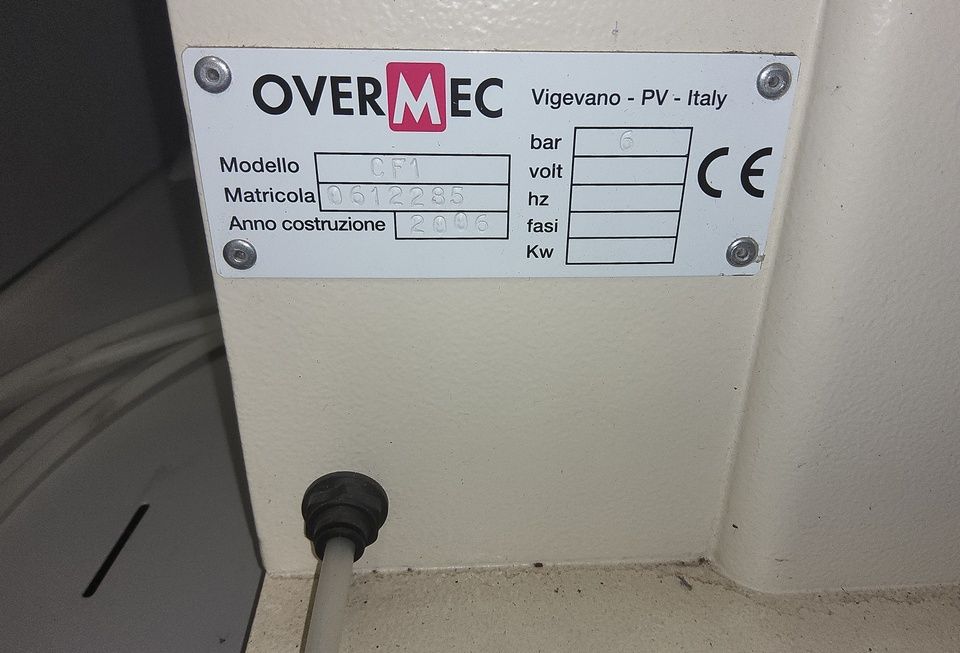 OVERMEC Vigevano - PV - Italy
Modello CF1
Matricola 0612285
Anno costruzione 2006
bar 6
volt
hz
fasi
Kw
CE